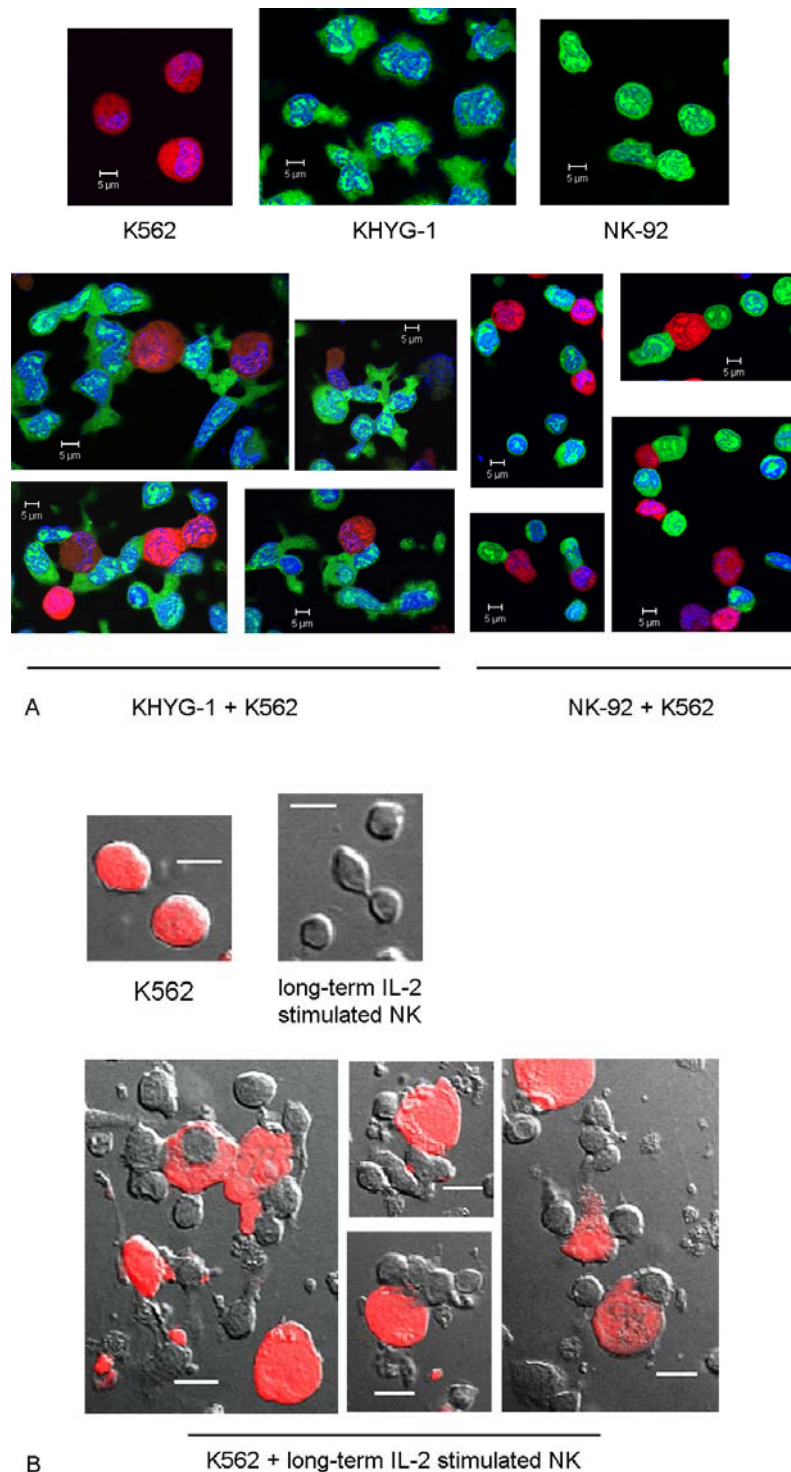 5 µm
5 µm
5 µm
K562
KHYG-1
NK-92
5 µm
5 µm
5 µm
5 µm
5 µm
5 µm
5 µm
5 µm
5 µm
A
KHYG-1 + K562
NK-92 + K562
K562
long-term IL-2
stimulated NK
B
K562 + long-term IL-2 stimulated NK